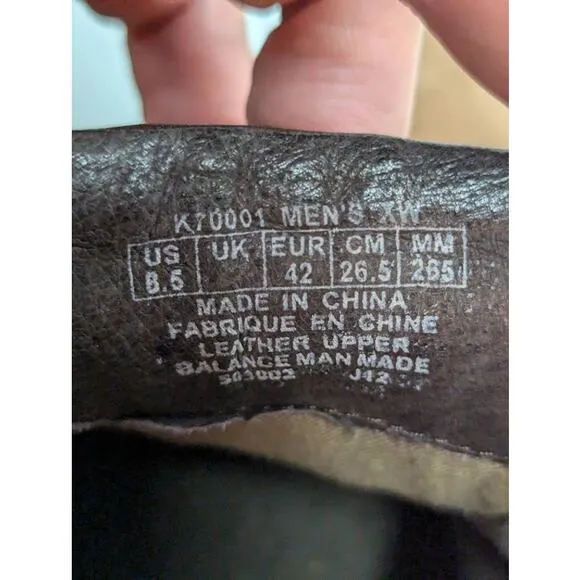 K70001 MEN'S XW
US UK EUR CM MM
8.5 42 26.5 265
MADE IN CHINA
FABRIQUE EN CHINE
LEATHER UPPER
BALANCE MAN MADE
503002 J12